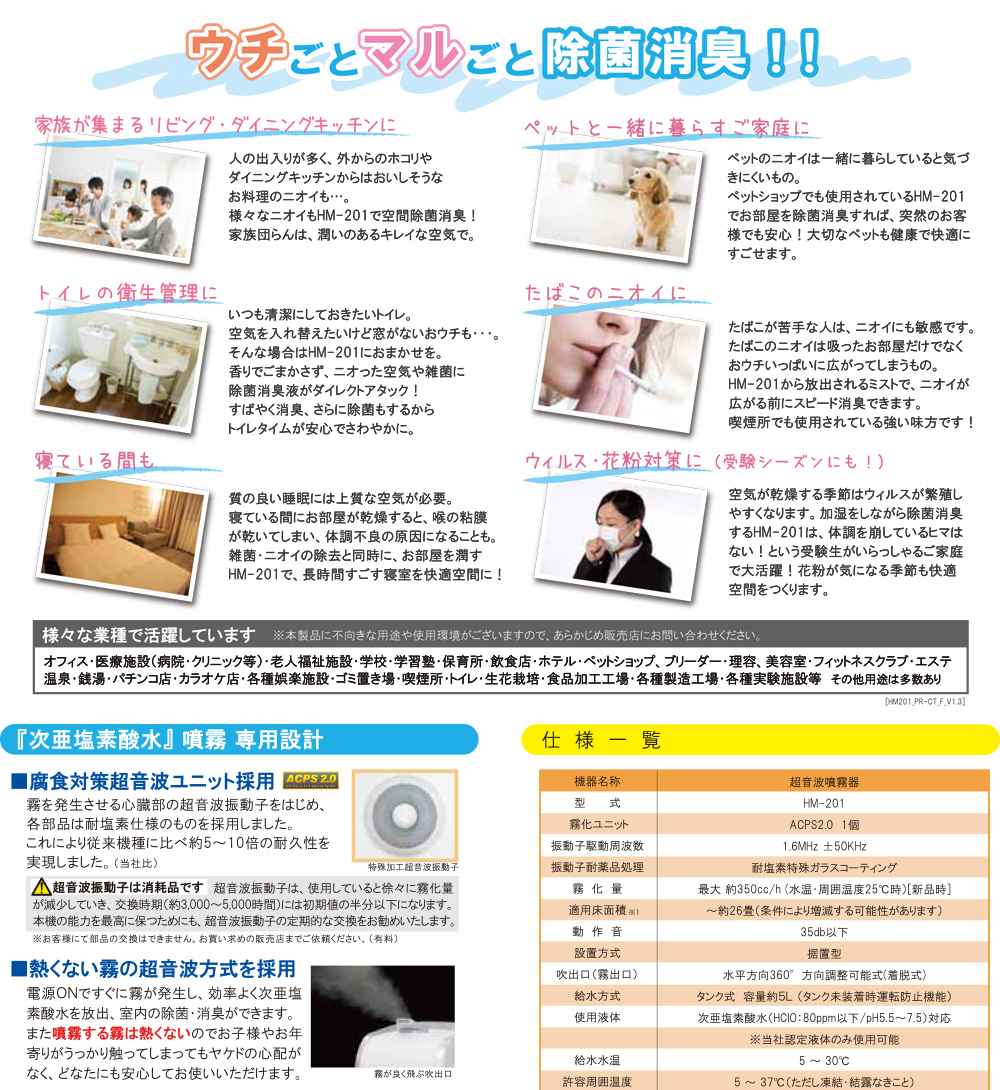 ウチごとマルごと除菌消臭!!
家族が集まるリビング・ダイニングキッチンに
人の出入りが多く、外からのホコリや
ダイニングキッチンからはおいしそうな
お料理のニオイも…。
様々なニオイもHM-201で空間除菌消臭!
家族団らんは、潤いのあるキレイな空気で。
ペットと一緒に暮らすご家庭に
ペットのニオイは一緒に暮らしていると気づ
きにくいもの。
ペットショップでも使用されているHM-201
でお部屋を除菌消臭すれば、突然のお客
様でも安心!大切なペットも健康で快適に
すごせます。
トイレの衛生管理に
いつも清潔にしておきたいトイレ。
空気を入れ替えたいけど窓がないおウチも・・・。
そんな場合はHM-201におまかせを。
香りでごまかさず、ニオった空気や雑菌に
除菌消臭液がダイレクトアタック!
すばやく消臭、さらに除菌もするから
トイレタイムが安心でさわやかに。
たばこのニオイに
たばこが苦手な人は、ニオイにも敏感です。
たばこのニオイは吸ったお部屋だけでなく
おウチいっぱいに広がってしまうもの。
HM-201から放出されるミストで、ニオイが
広がる前にスピード消臭できます。
喫煙所でも使用されている強い味方です!
寝ている間も
質の良い睡眠には上質な空気が必要。
寝ている間にお部屋が乾燥すると、喉の粘膜
が乾いてしまい、体調不良の原因になることも。
雑菌・ニオイの除去と同時に、お部屋を潤す
HM-201で、長時間すごす寝室を快適空間に!
ウィルス・花粉対策に(受験シーズンにも!)
空気が乾燥する季節はウィルスが繁殖し
やすくなります。加湿をしながら除菌消臭
するHM-201は、体調を崩しているヒマは
ない!という受験生がいらっしゃるご家庭
で大活躍!花粉が気になる季節も快適
空間をつくります。
様々な業種で活躍しています ※本製品に不向きな用途や使用環境がございますので、あらかじめ販売店にお問い合わせください。
オフィス・医療施設(病院・クリニック等)・老人福祉施設・学校・学習塾・保育所・飲食店・ホテル・ペットショップ、ブリーダー・理容、美容室・フィットネスクラブ・エステ
温泉・銭湯・パチンコ店・カラオケ店・各種娯楽施設・ゴミ置き場・喫煙所・トイレ・生花栽培・食品加工工場・各種製造工場・各種実験施設等 その他用途は多数あり
[HM201_PR-CT_F_V1.3]
『次亜塩素酸水』噴霧 専用設計
■腐食対策超音波ユニット採用 ACPS2.0
霧を発生させる心臓部の超音波振動子をはじめ、
各部品は耐塩素仕様のものを採用しました。
これにより従来機種に比べ約5~10倍の耐久性を
実現しました。(当社比)
特殊加工超音波振動子
超音波振動子は消耗品です 超音波振動子は、使用していると徐々に霧化量
が減少していき、交換時期(約3,000~5,000時間)には初期値の半分以下になります。
本機の能力を最高に保つためにも、超音波振動子の定期的な交換をお勧めいたします。
※お客様にて部品の交換はできません。お買い求めの販売店までご依頼ください。(有料)
■熱くない霧の超音波方式を採用
電源ONですぐに霧が発生し、効率よく次亜塩
素酸水を放出、室内の除菌・消臭ができます。
また噴霧する霧は熱くないのでお子様やお年
寄りがうっかり触ってしまってもヤケドの心配が
なく、どなたにも安心してお使いいただけます。
霧が良く飛ぶ吹出口
仕様一覧
機器名称 超音波噴霧器
型 式 HM-201
霧化ユニット ACPS2.0 1個
振動子駆動周波数 1.6MHz ±50KHz
振動子耐薬品処理 耐塩素特殊ガラスコーティング
霧化量 最大 約350cc/h(水温・周囲温度25℃時)[新品時]
適用床面積※1 ~約26畳(条件により増減する可能性があります)
動作音 35db以下
設置方式 据置型
吹出口(霧出口) 水平方向360°方向調整可能式(着脱式)
給水方式 タンク式 容量約5L (タンク未装着時運転防止機能)
使用液体 次亜塩素酸水(HClO:80ppm以下/pH5.5~7.5)対応
※当社認定液体のみ使用可能
給水水温 5 ~ 30℃
許容周囲温度 5 ~ 37℃(ただし凍結・結露なきこと)